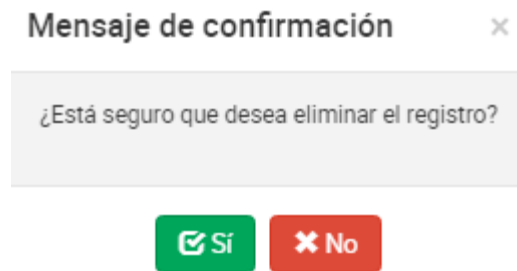 Mensaje de confirmación ×
¿Está seguro que desea eliminar el registro?
Sí No